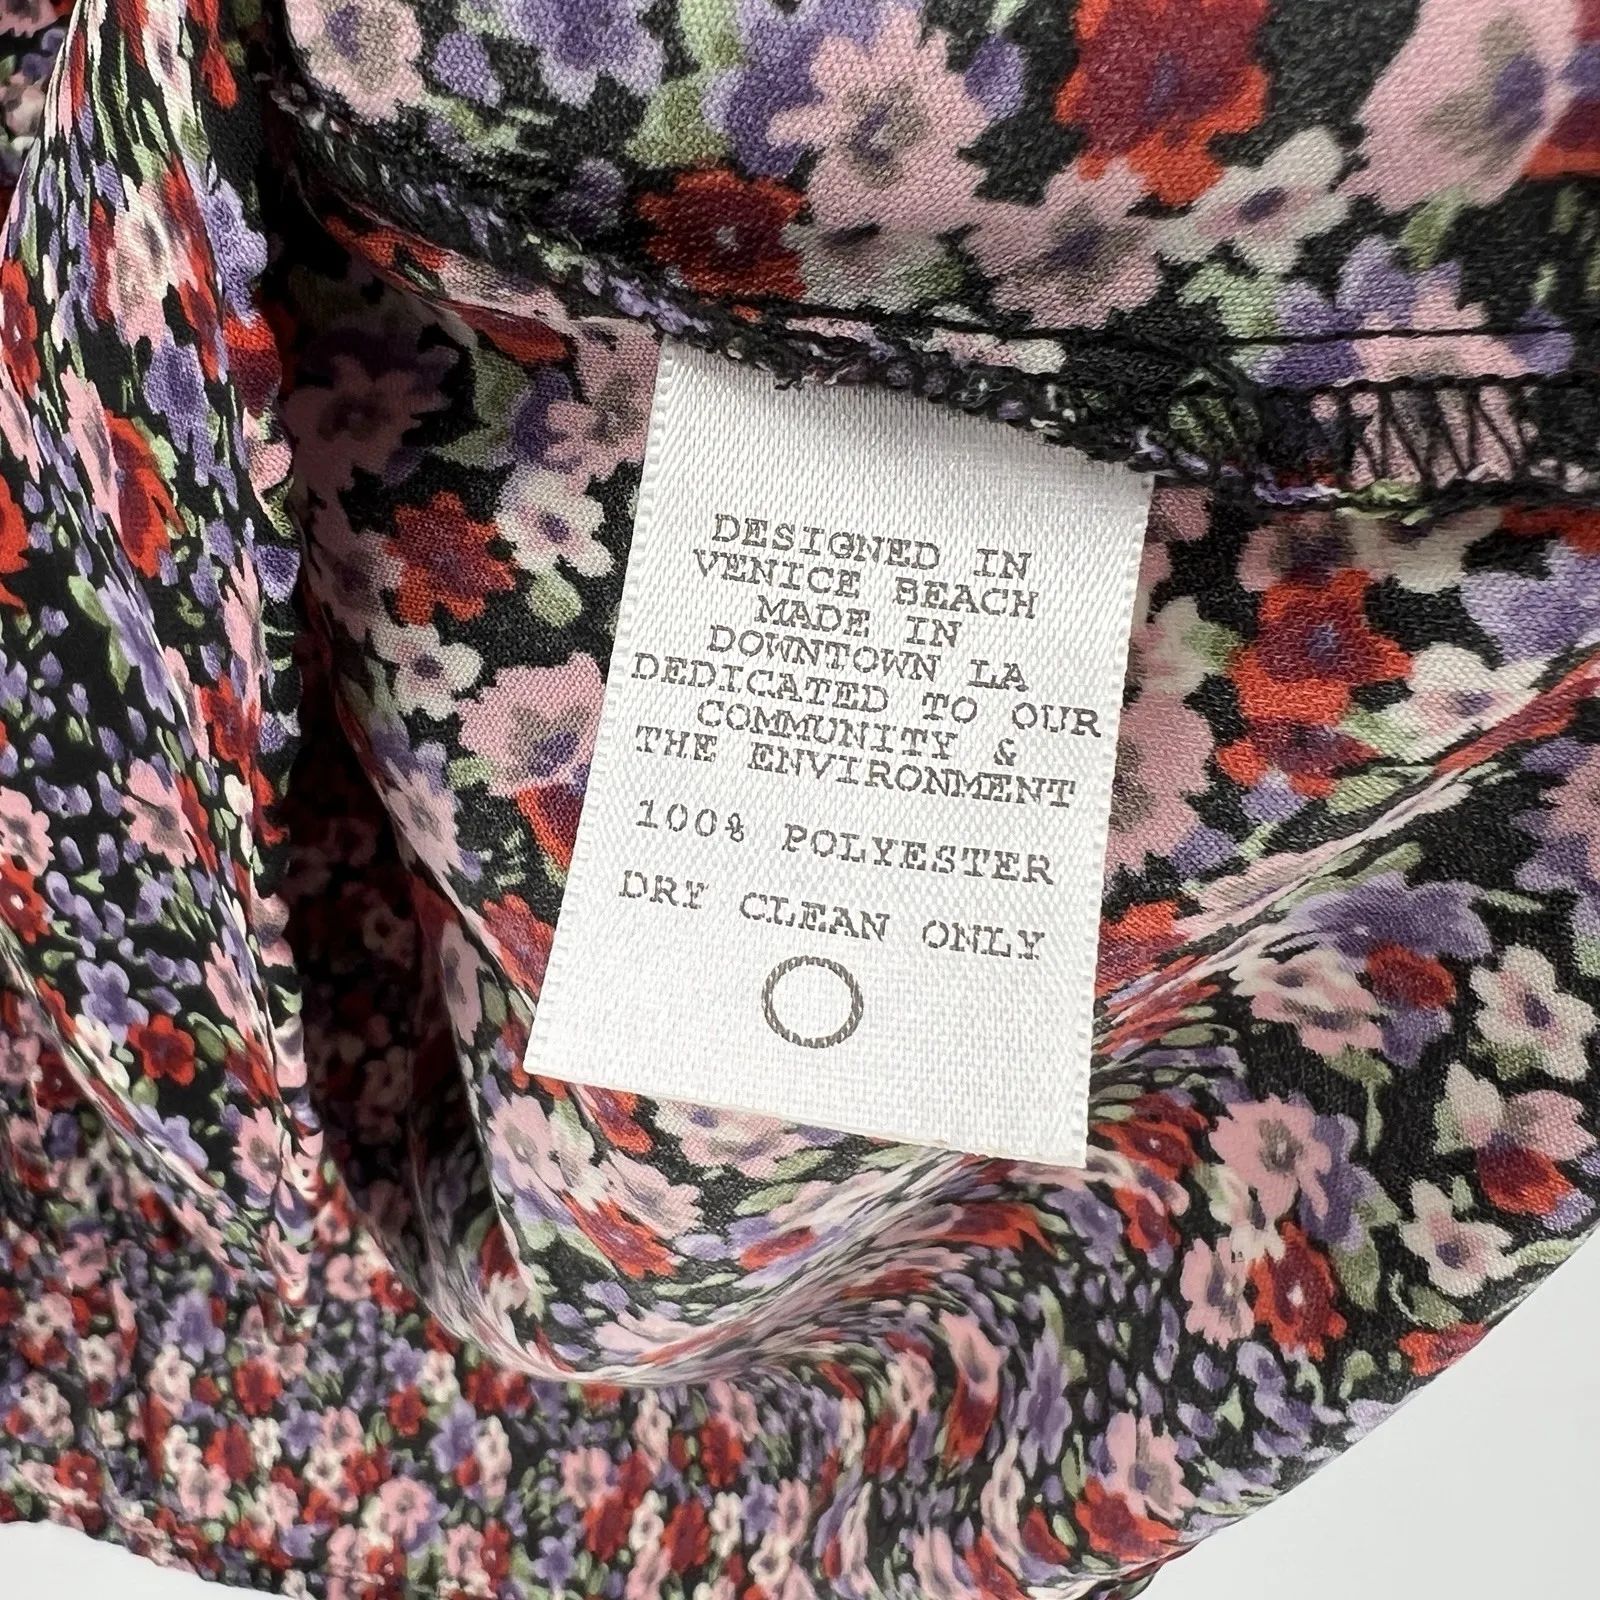 DESIGNED IN
VENICE BEACH
MADE IN
DOWNTOWN LA
DEDICATED TO OUR
COMMUNITY &
THE ENVIRONMENT
100% POLYESTER
DRY CLEAN ONLY